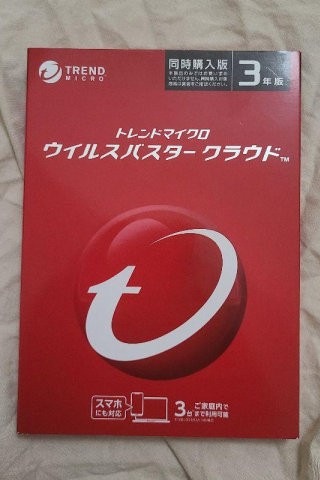 TREND
MICRO
同時購入版
3年版
トレンドマイクロ
ウイルスバスター クラウド™
スマホ
にも対応
3台
ご家庭内で
まで利用可能